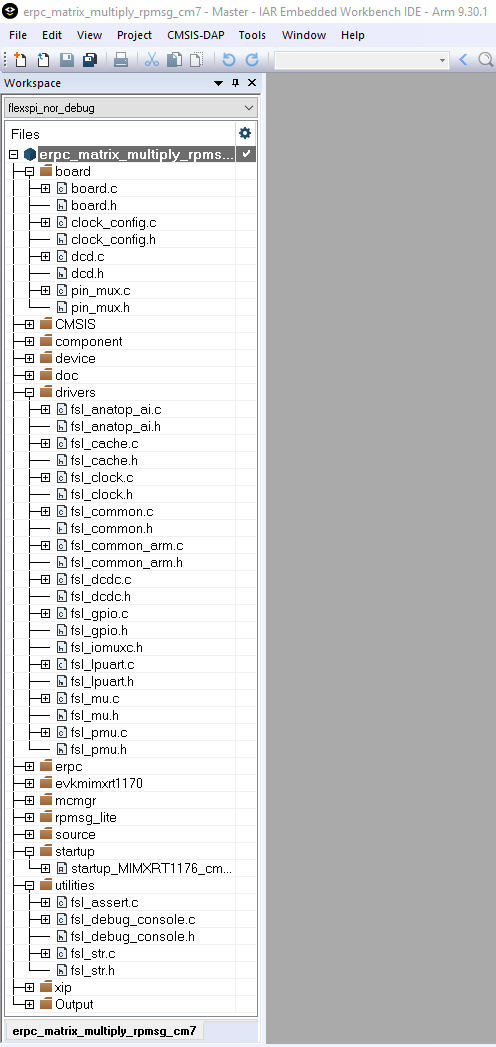 erpc_matrix_multiply_rpmsg_cm7 - Master - IAR Embedded Workbench IDE - Arm 9.30.1
File Edit View Project CMSIS-DAP Tools Window Help
Workspace
flexspi_nor_debug
Files
erpc_matrix_multiply_rpms...
board
board.c
board.h
clock_config.c
clock_config.h
dcd.c
dcd.h
pin_mux.c
pin_mux.h
CMSIS
component
device
doc
drivers
fsl_anatop_ai.c
fsl_anatop_ai.h
fsl_cache.c
fsl_cache.h
fsl_clock.c
fsl_clock.h
fsl_common.c
fsl_common.h
fsl_common_arm.c
fsl_common_arm.h
fsl_dcdc.c
fsl_dcdc.h
fsl_gpio.c
fsl_gpio.h
fsl_iomuxc.h
fsl_lpuart.c
fsl_lpuart.h
fsl_mu.c
fsl_mu.h
fsl_pmu.c
fsl_pmu.h
erpc
evkmimxrt1170
mcmgr
rpmsg_lite
source
startup
startup_MIMXRT1176_cm...
utilities
fsl_assert.c
fsl_debug_console.c
fsl_debug_console.h
fsl_str.c
fsl_str.h
xip
Output
erpc_matrix_multiply_rpmsg_cm7